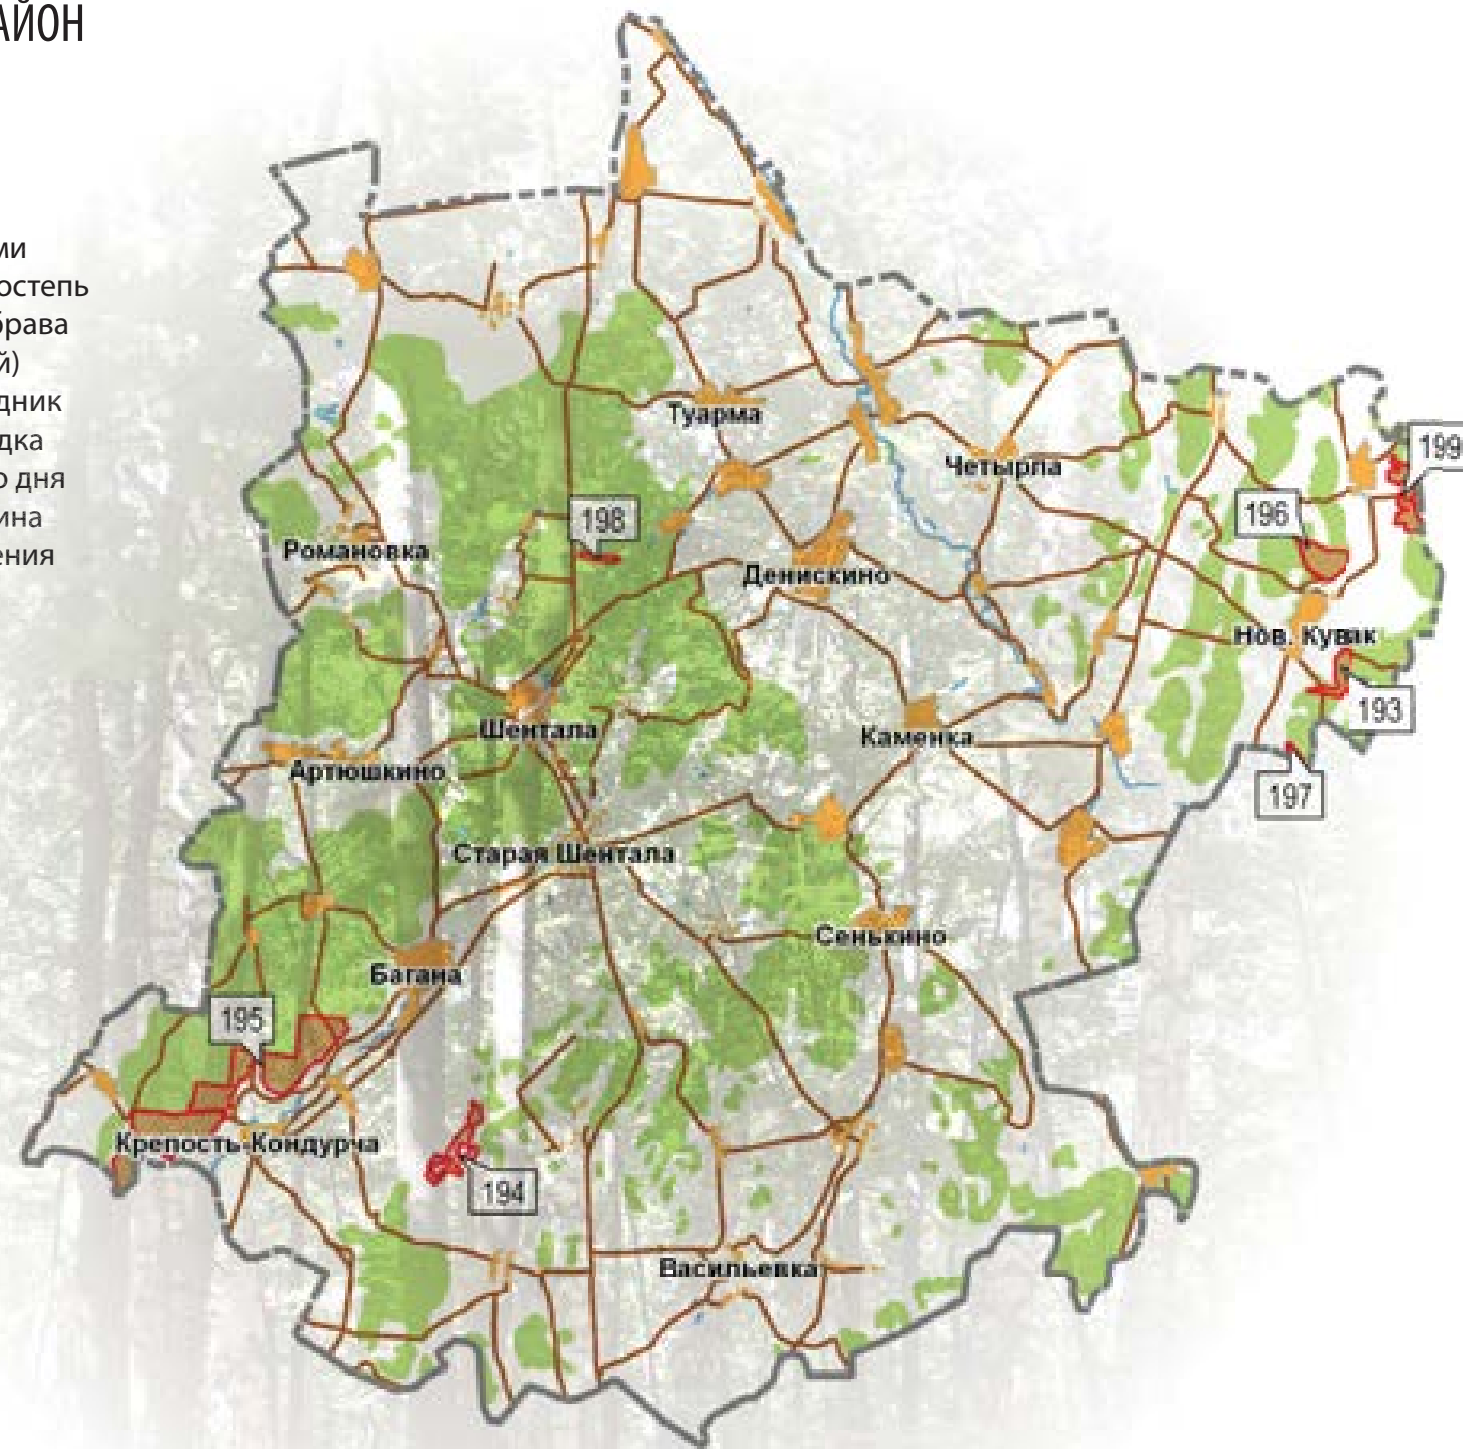 АЙОН
ми
остепь
брава
й)
дник
дка
о дня
ина
ения
Туарма
Четырла
199
196
198
Романовка
Денискино
Нов. Кувак
193
Шентала
Каменка
Артюшкино
197
Старая Шентала
Сенькино
Багана
195
Крепость-Кондурча
194
Васильевка